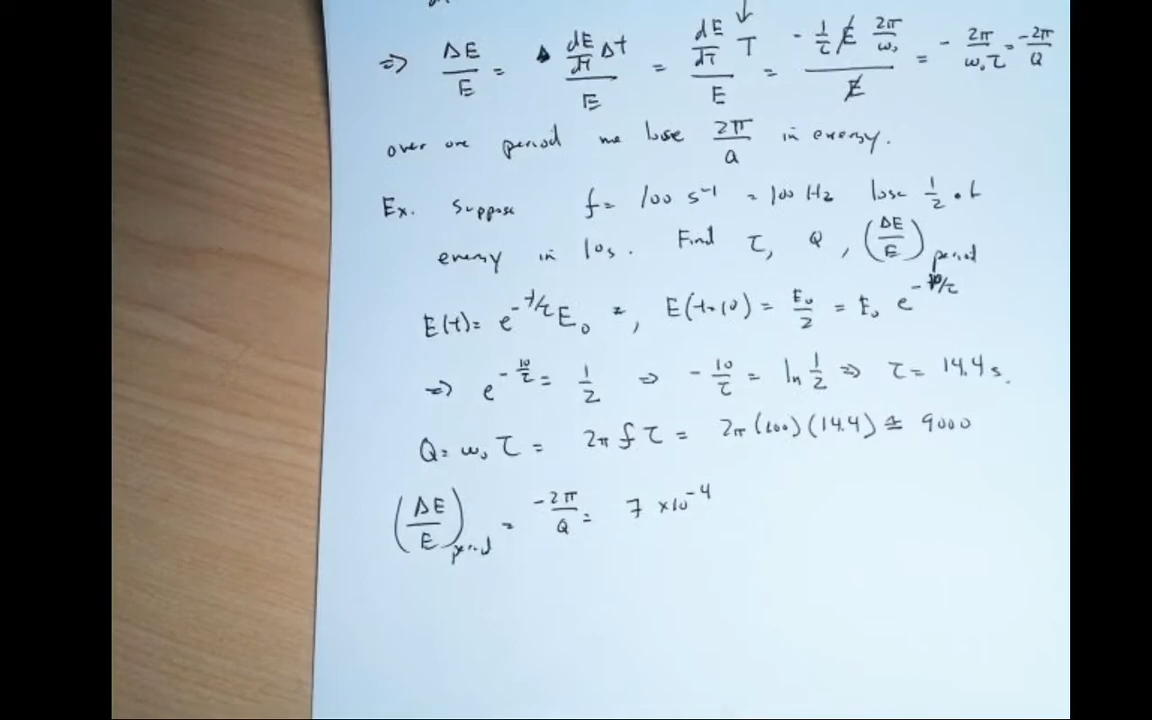 ⇒ ΔE/E = dE/dt Δt / E = dE/dt T / E = -1/τ E 2π/ω₀ / E = - 2π/ω₀τ = -2π/Q
over one period we lose 2π/Q in energy.
Ex. Suppose f = 100 s⁻¹ = 100 Hz lose 1/2 of
energy in 10s. Find τ, Q, (ΔE/E)period
E(t) = e^(-t/τ) E₀ , E(t=10) = E₀/2 = E₀ e^(-10/τ)
⇒ e^(-10/τ) = 1/2 ⇒ -10/τ = ln 1/2 ⇒ τ = 14.4 s.
Q = ω₀ τ = 2π f τ = 2π (100) (14.4) ≅ 9000
(ΔE/E)period = -2π/Q = 7 × 10⁻⁴